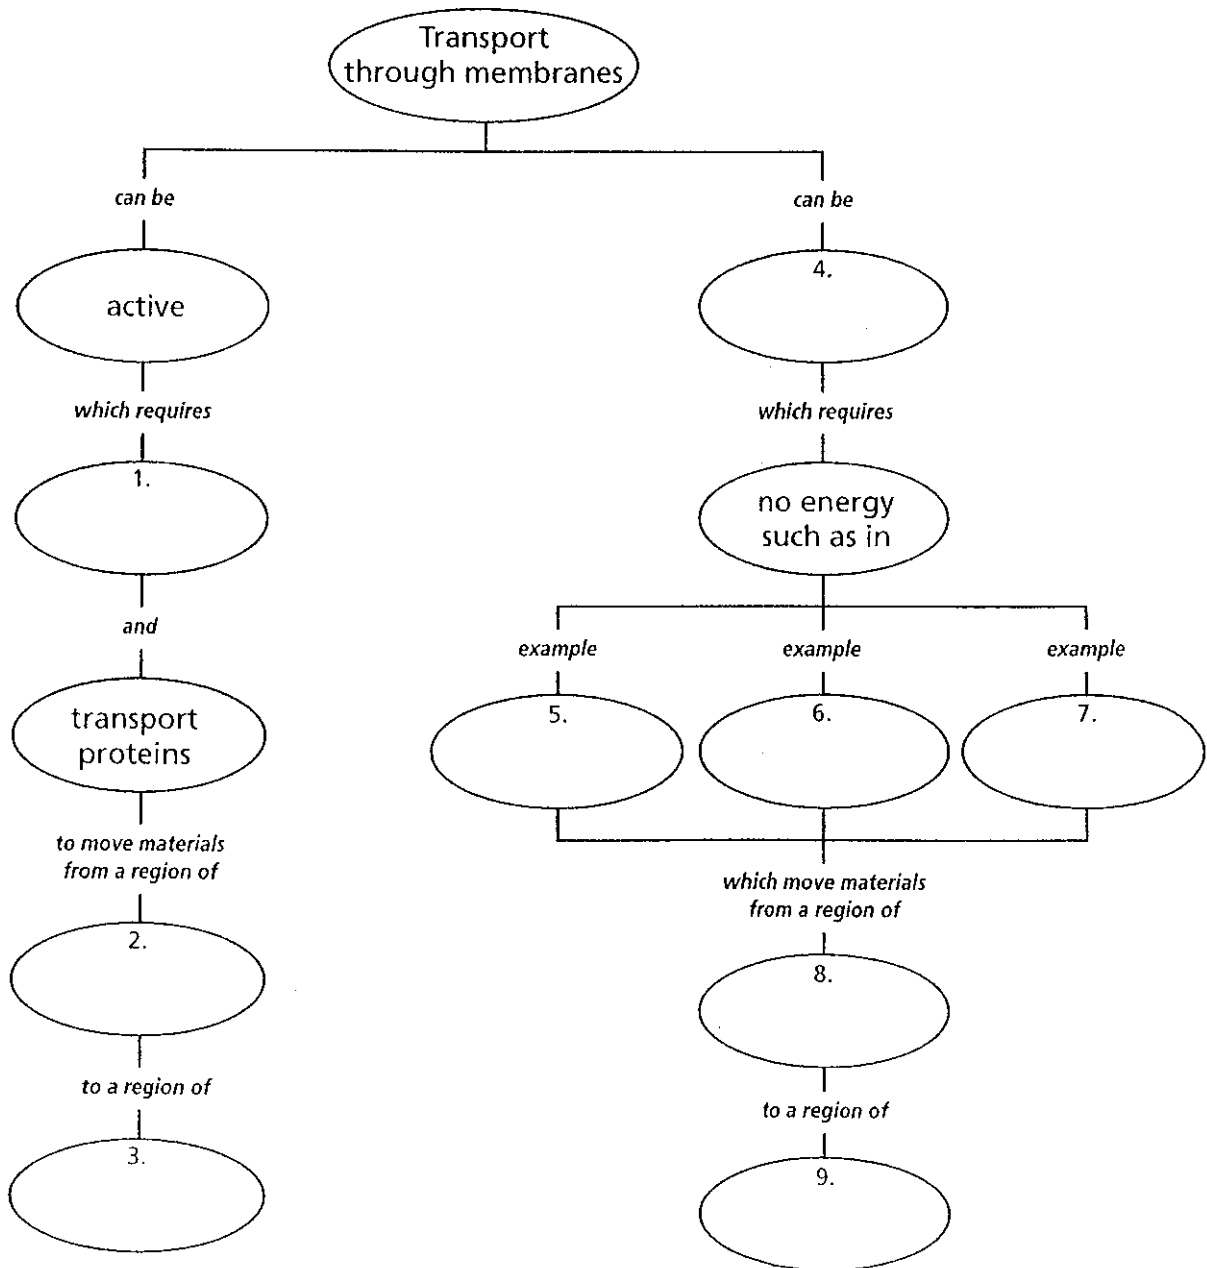 Transport
through membranes
can be
can be
active
4.
which requires
which requires
1.
no energy
such as in
and
example
example
example
transport
proteins
5.
6.
7.
to move materials
from a region of
which move materials
from a region of
2.
8.
to a region of
to a region of
3.
9.